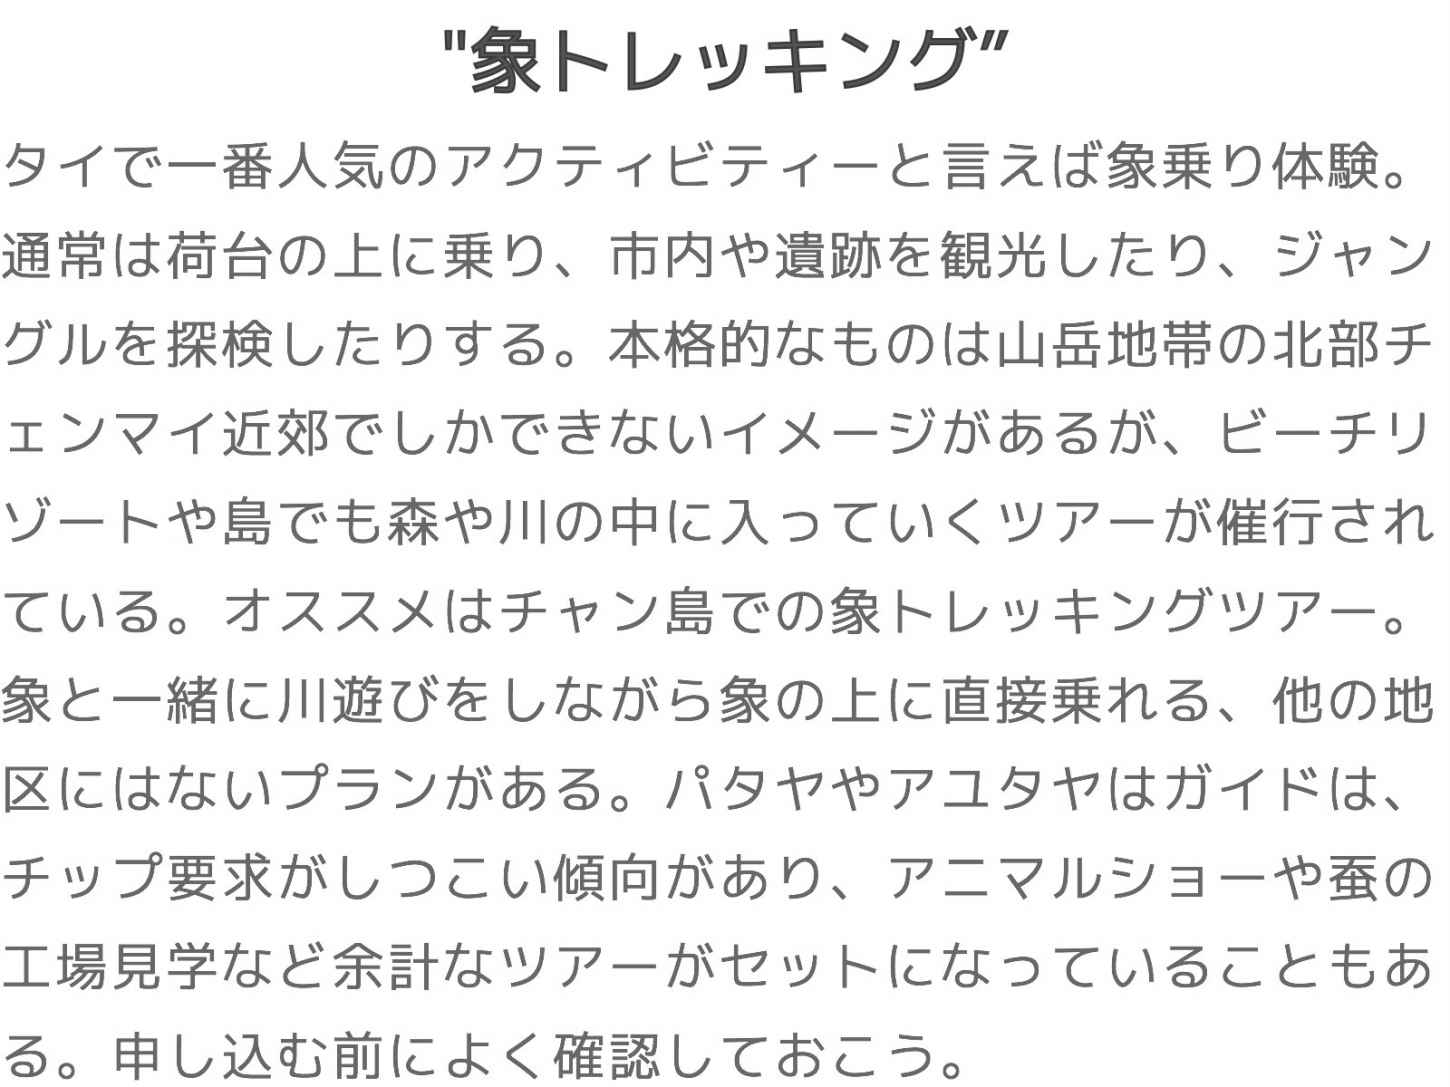 "象トレッキング”
タイで一番人気のアクティビティーと言えば象乗り体験。
通常は荷台の上に乗り、市内や遺跡を観光したり、ジャン
グルを探検したりする。本格的なものは山岳地帯の北部チ
ェンマイ近郊でしかできないイメージがあるが、ビーチリ
ゾートや島でも森や川の中に入っていくツアーが催行され
ている。オススメはチャン島での象トレッキングツアー。
象と一緒に川遊びをしながら象の上に直接乗れる、他の地
区にはないプランがある。パタヤやアユタヤはガイドは、
チップ要求がしつこい傾向があり、アニマルショーや蚕の
工場見学など余計なツアーがセットになっていることもあ
る。申し込む前によく確認しておこう。